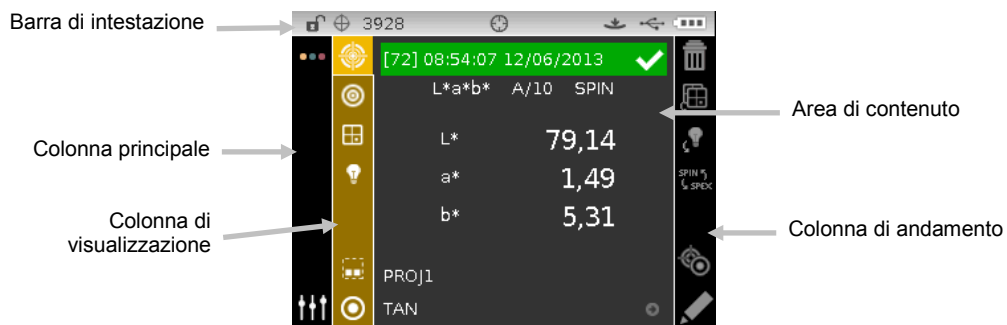 Barra di intestazione
3928
[72] 08:54:07 12/06/2013
L*a*b* A/10 SPIN
Area di contenuto
L* 79,14
Colonna principale
a* 1,49
SPIN
SPEX
b* 5,31
Colonna di
visualizzazione
Colonna di andamento
PROJ1
TAN